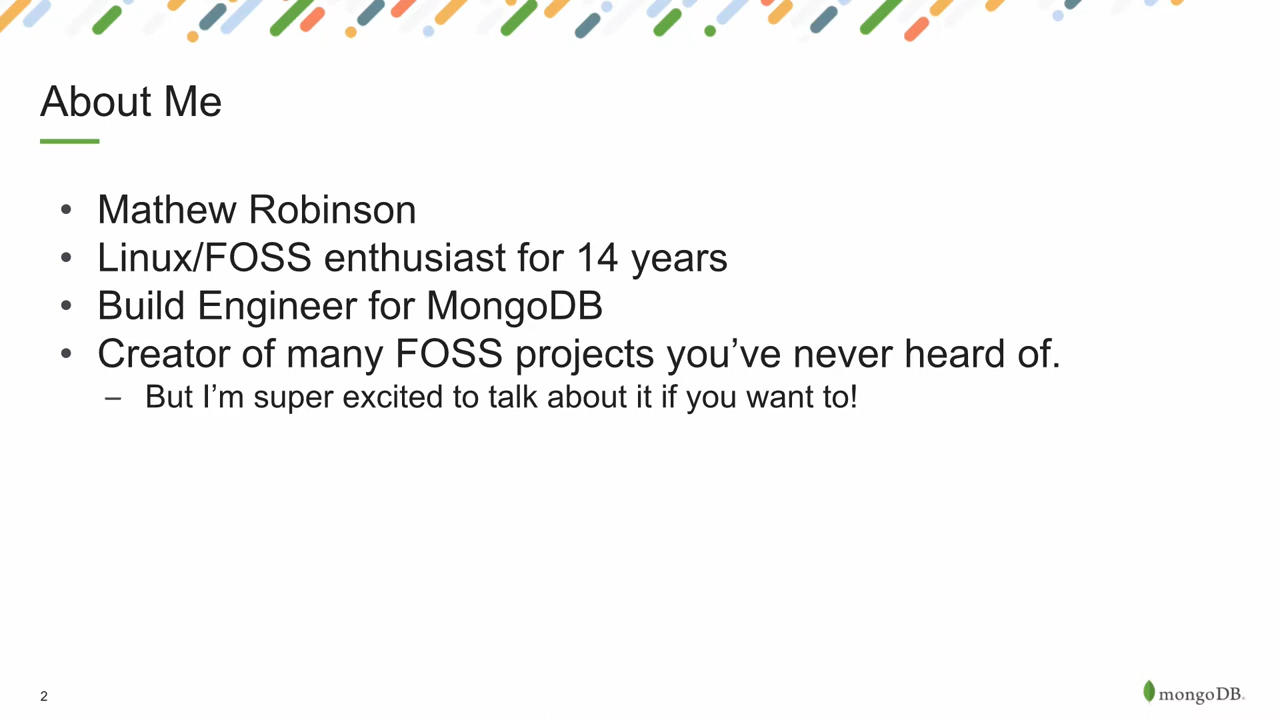 About Me
• Mathew Robinson
• Linux/FOSS enthusiast for 14 years
• Build Engineer for MongoDB
• Creator of many FOSS projects you’ve never heard of.
– But I’m super excited to talk about it if you want to!
2
mongoDB.